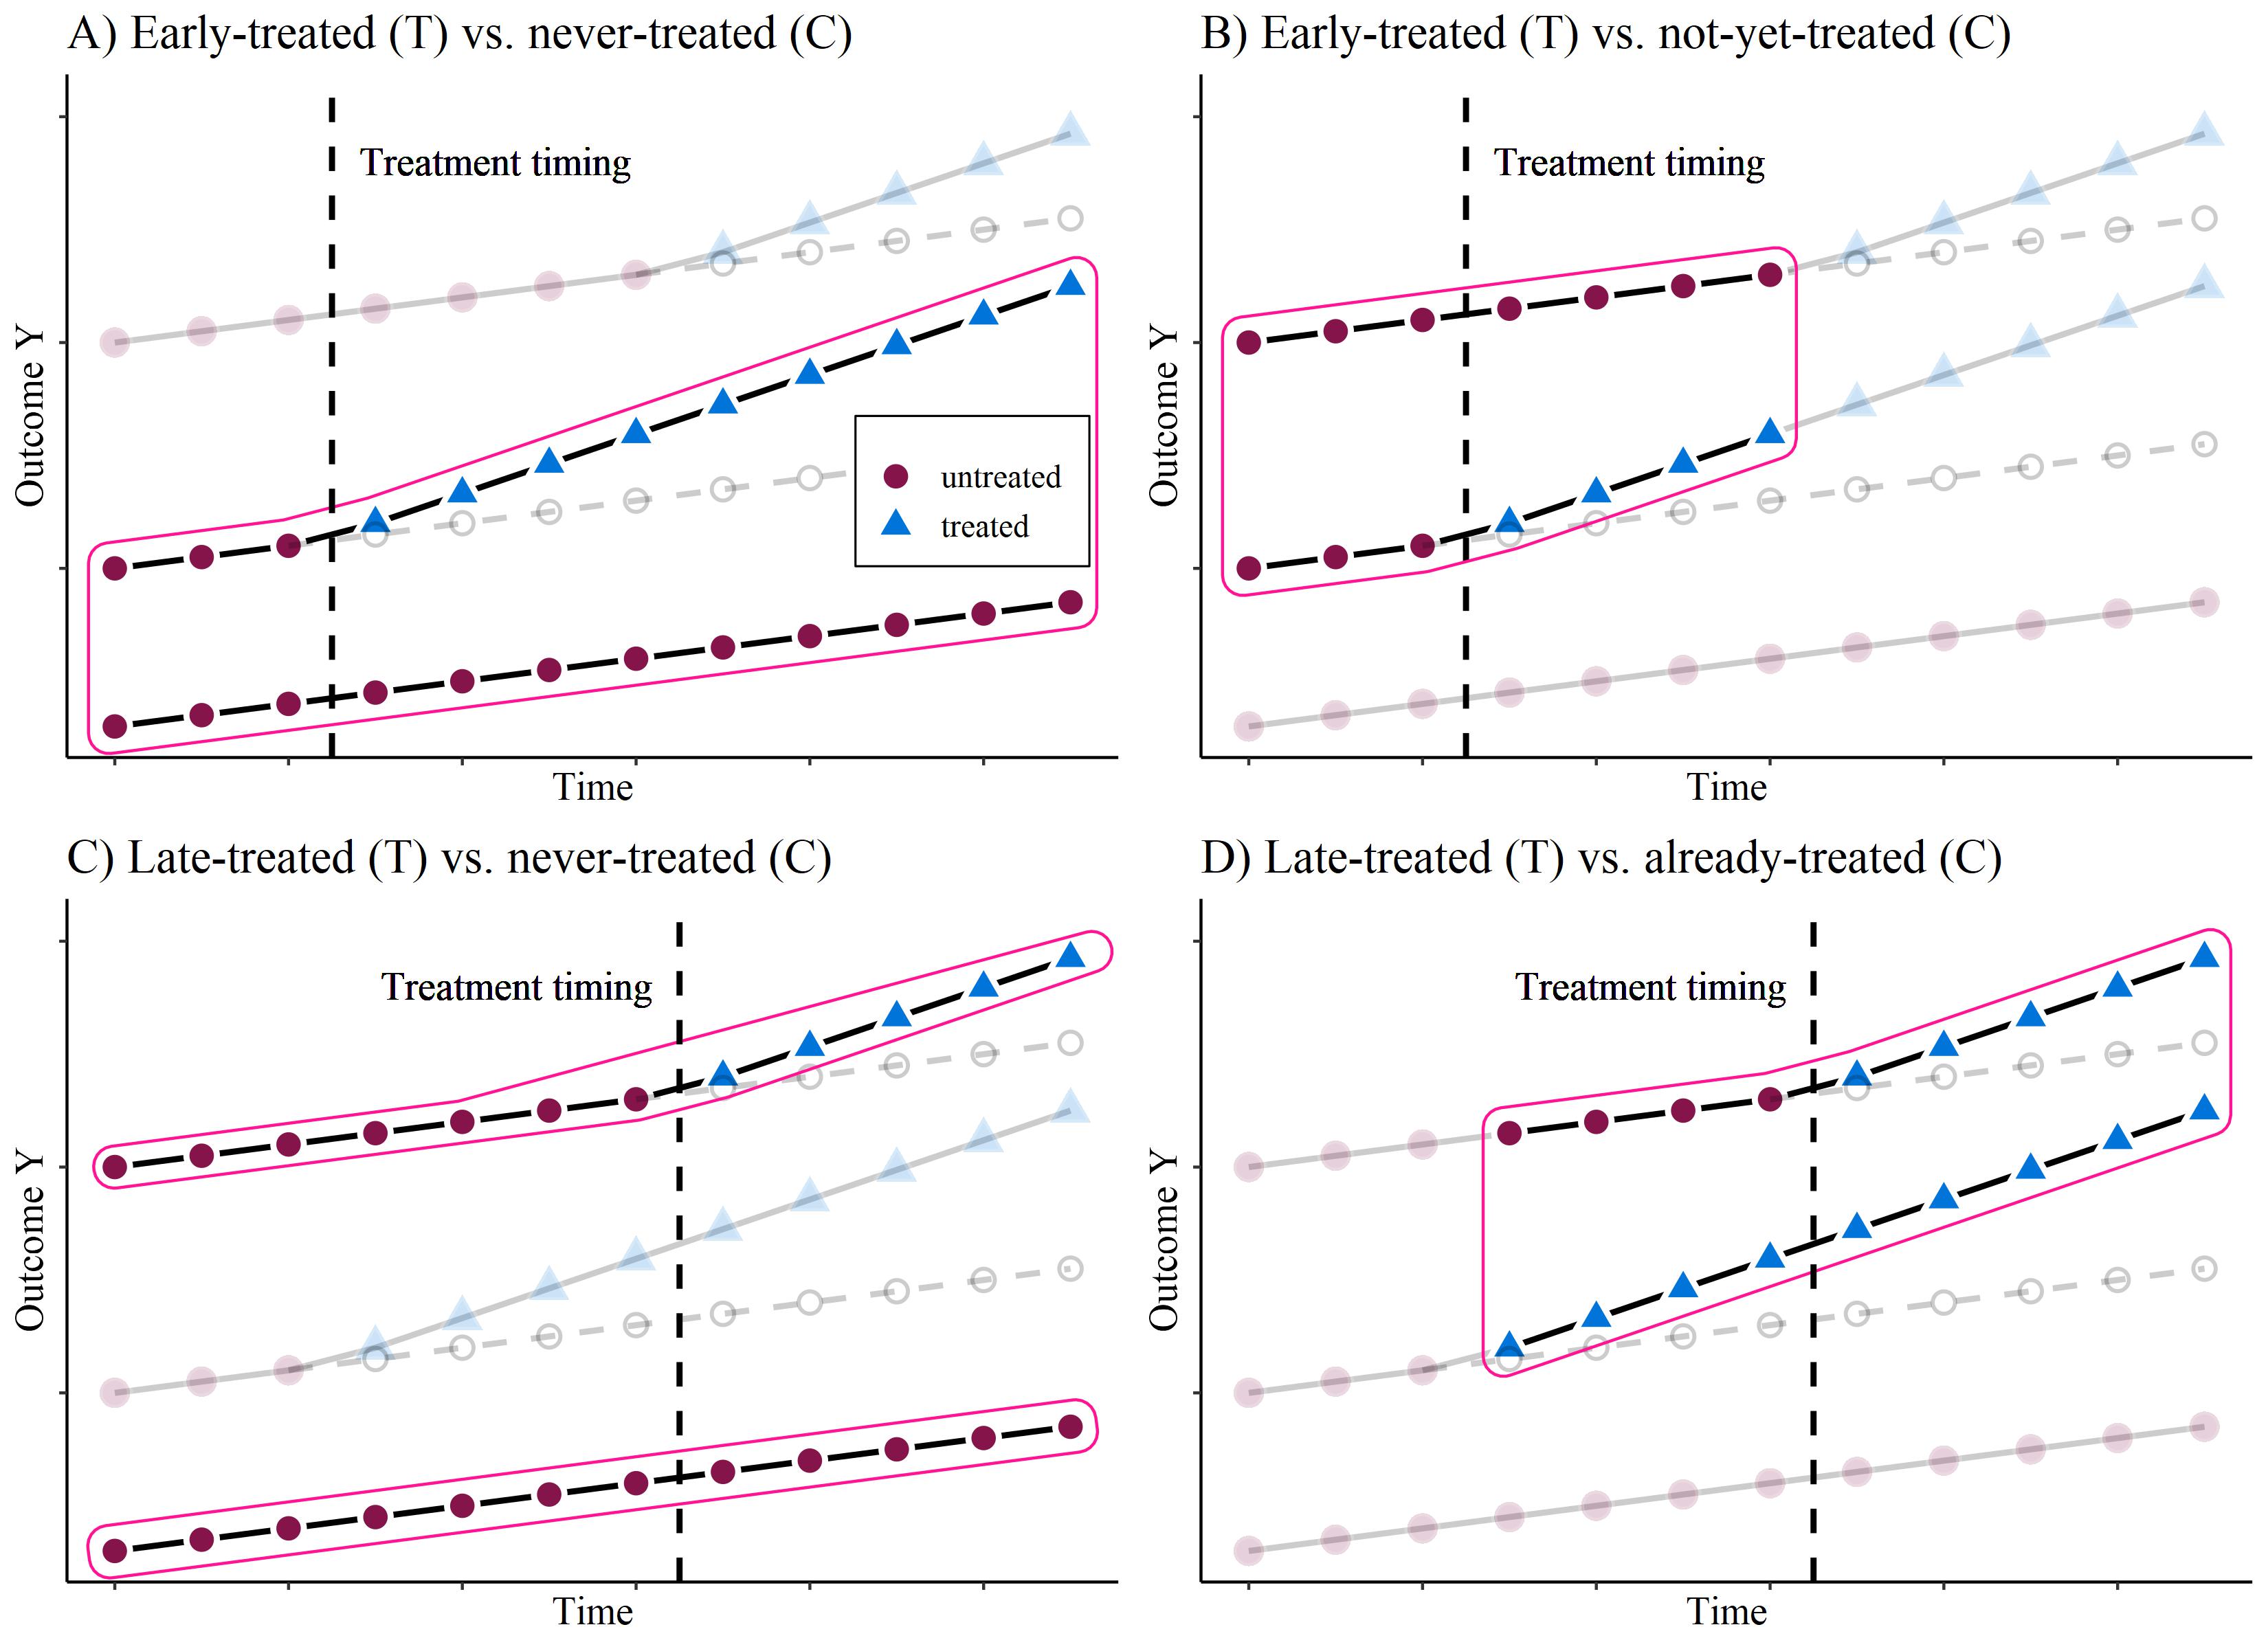 A) Early-treated (T) vs. never-treated (C)
Treatment timing
Outcome Y
untreated
treated
Time
B) Early-treated (T) vs. not-yet-treated (C)
Treatment timing
Outcome Y
Time
C) Late-treated (T) vs. never-treated (C)
Treatment timing
Outcome Y
Time
D) Late-treated (T) vs. already-treated (C)
Treatment timing
Outcome Y
Time